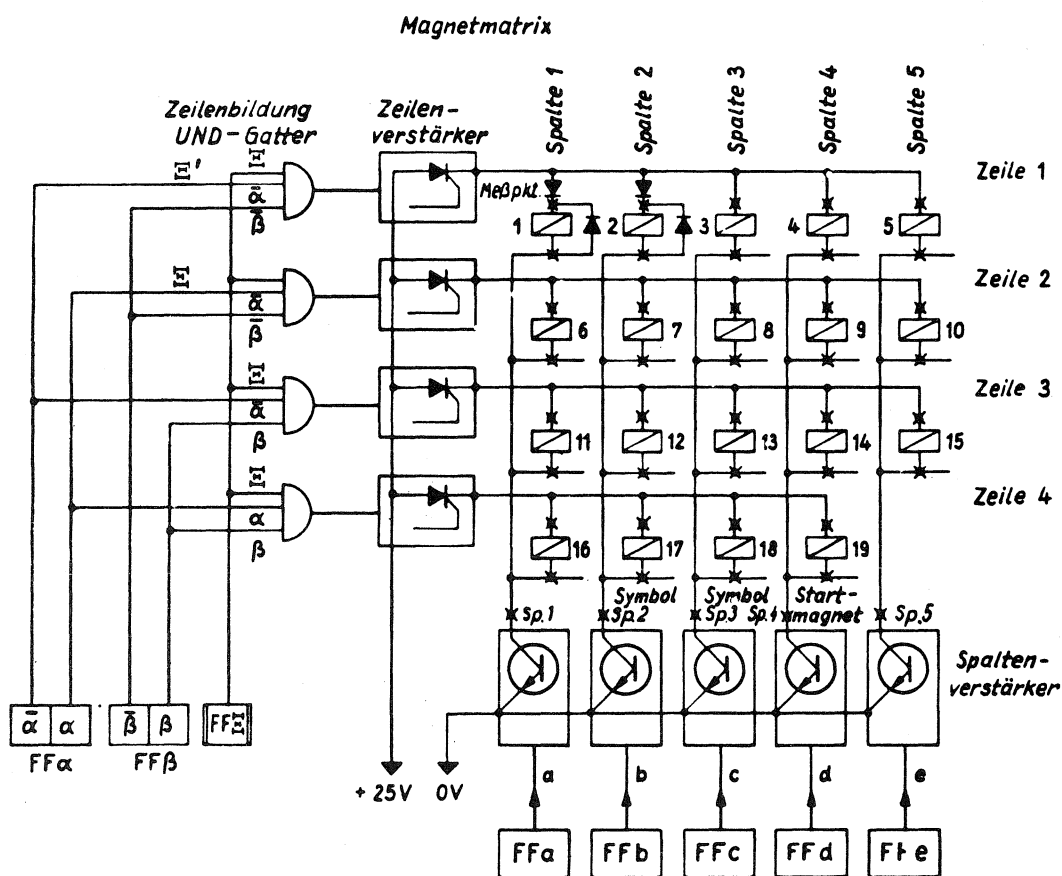 Magnetmatrix
Zeilenbildung
UND-Gatter
Zeilen-
verstärker
Spalte 1
Spalte 2
Spalte 3
Spalte 4
Spalte 5
Ξ'
Ξ
ᾱ
β̄
Meßpkt.
1
2
3
4
5
Zeile 1
Ξ
ᾱ
β̄
6
7
8
9
10
Zeile 2
Ξ
ᾱ
β
11
12
13
14
15
Zeile 3
Ξ
α
β
16
17
18
19
Zeile 4
Symbol
Symbol
Start-
magnet
Sp.1
Sp.2
Sp.3
Sp.4
Sp.5
Spalten-
verstärker
ᾱ
α
β̄
β
FFΞ
FFα
FFβ
+ 25V
0V
a
b
c
d
e
FFa
FFb
FFc
FFd
FFe